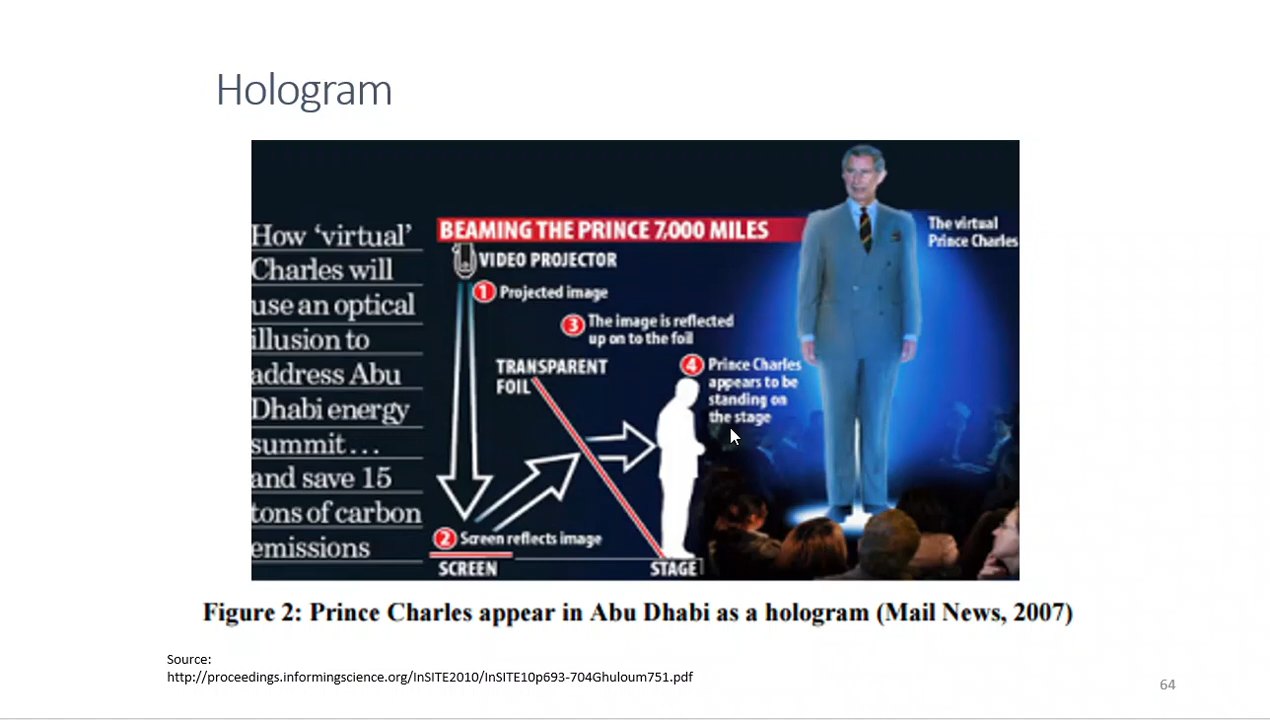 Hologram
How ‘virtual’
Charles will
use an optical
illusion to
address Abu
Dhabi energy
summit...
and save 15
tons of carbon
emissions
BEAMING THE PRINCE 7,000 MILES
VIDEO PROJECTOR
1 Projected image
3 The image is reflected
up on to the foil
TRANSPARENT
FOIL
4 Prince Charles
appears to be
standing on
the stage
2 Screen reflects image
SCREEN
STAGE
The virtual
Prince Charles
Figure 2: Prince Charles appear in Abu Dhabi as a hologram (Mail News, 2007)
Source:
http://proceedings.informingscience.org/InSITE2010/InSITE10p693-704Ghuloum751.pdf
64